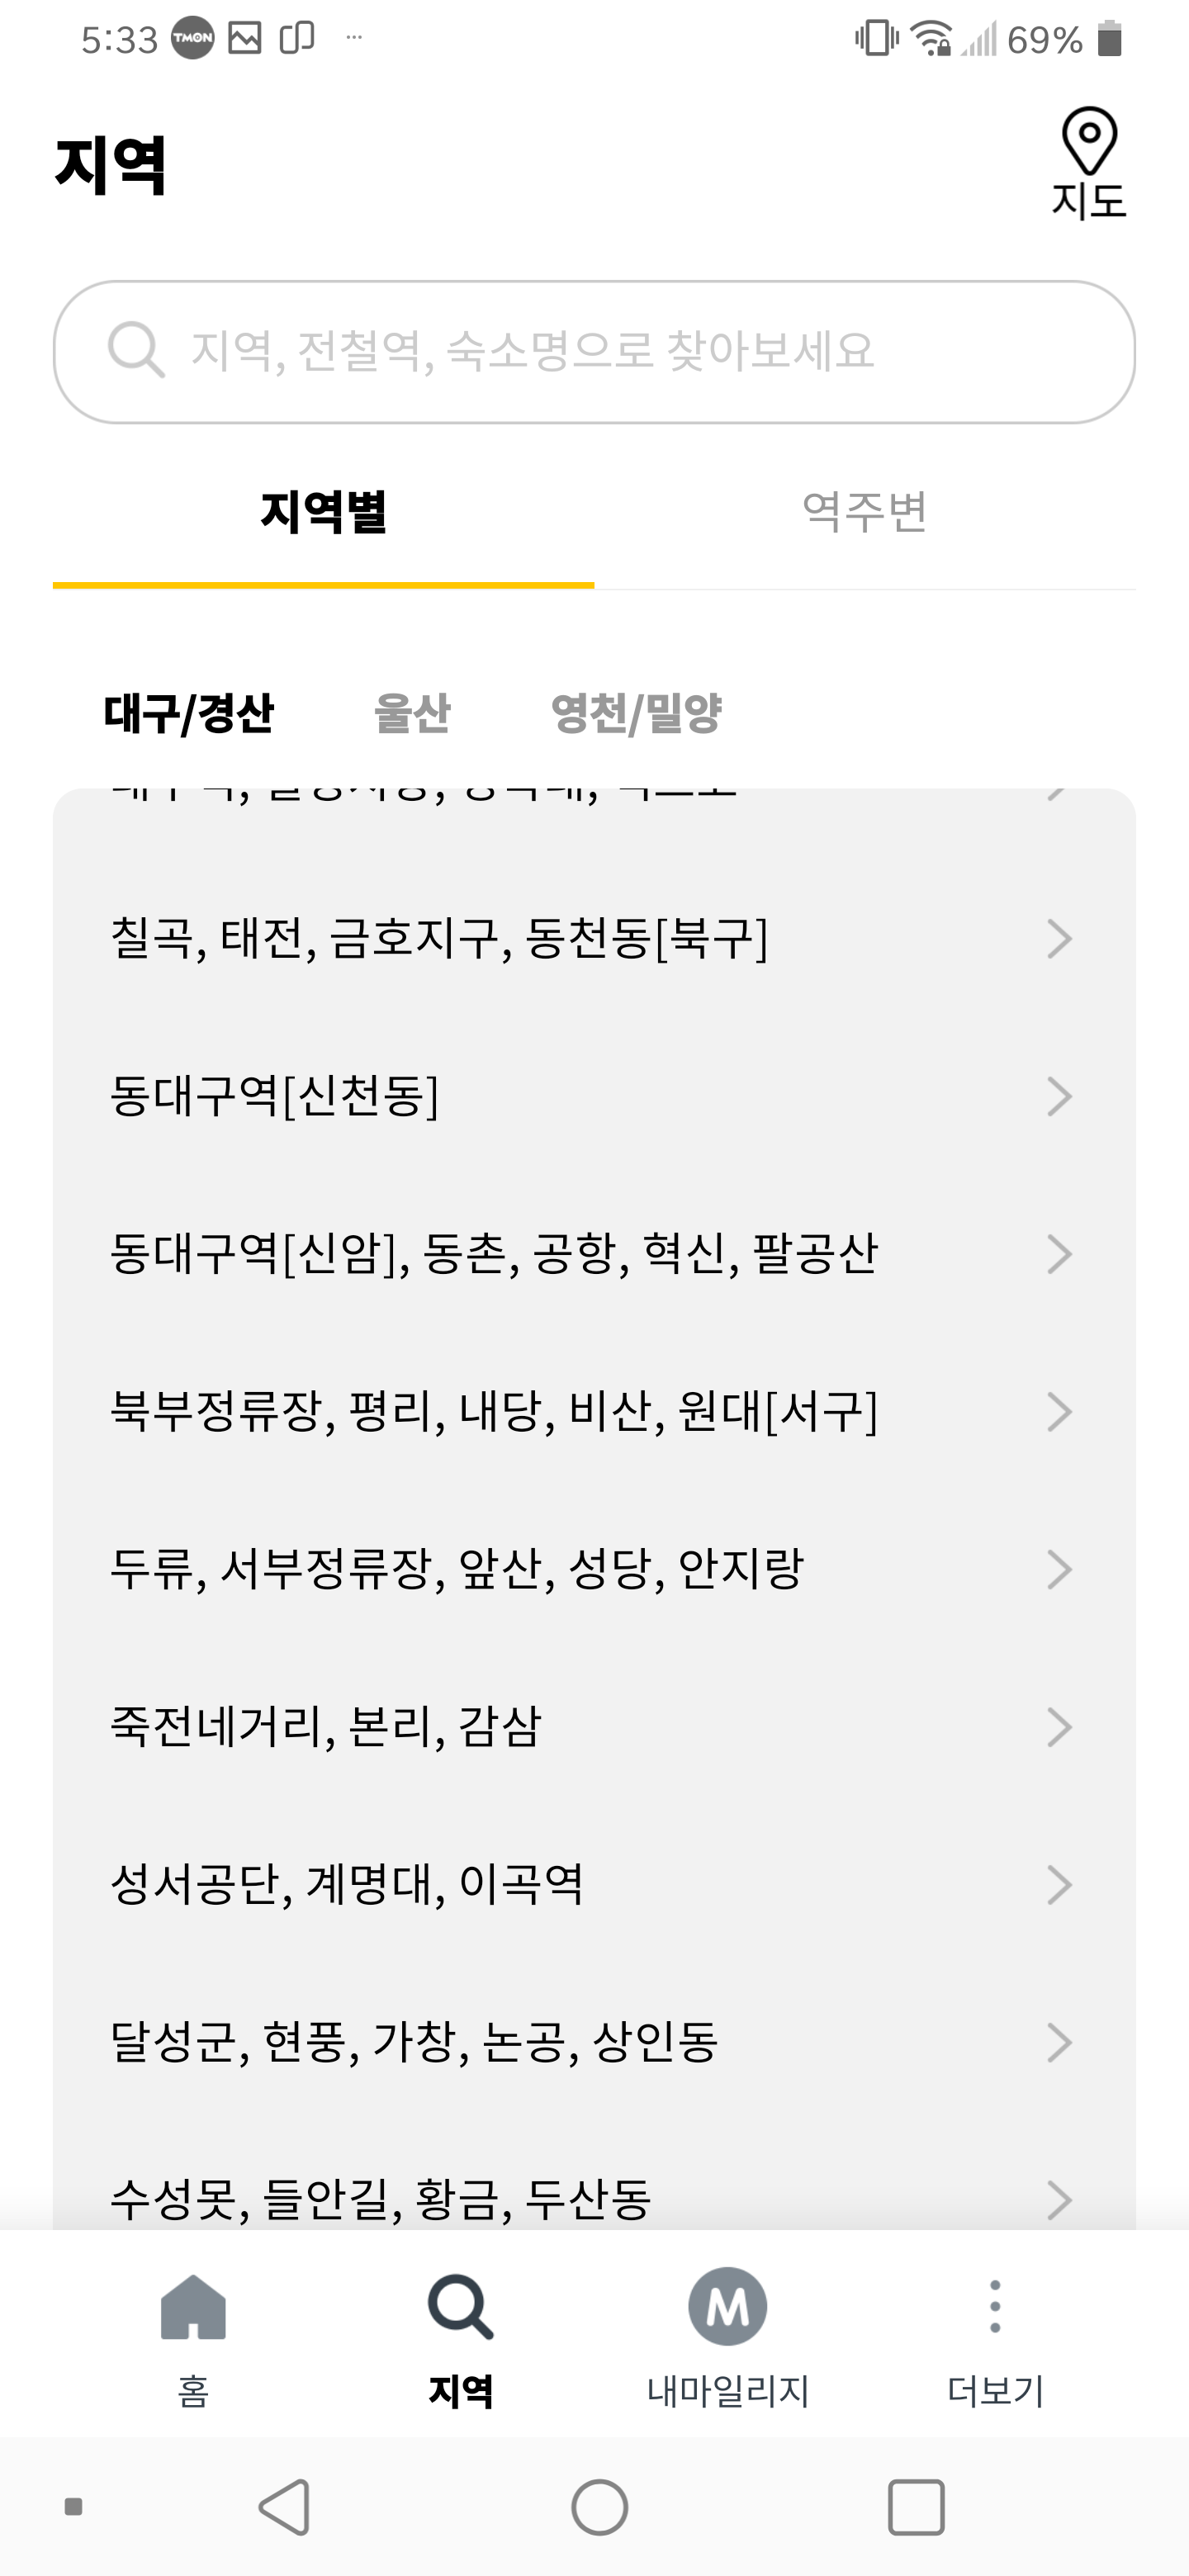 5:33 TMON ... 69%
지역
지도
지역, 전철역, 숙소명으로 찾아보세요
지역별 역주변
대구/경산 울산 영천/밀양
칠곡, 태전, 금호지구, 동천동[북구]
동대구역[신천동]
동대구역[신암], 동촌, 공항, 혁신, 팔공산
북부정류장, 평리, 내당, 비산, 원대[서구]
두류, 서부정류장, 앞산, 성당, 안지랑
죽전네거리, 본리, 감삼
성서공단, 계명대, 이곡역
달성군, 현풍, 가창, 논공, 상인동
수성못, 들안길, 황금, 두산동
M
홈 지역 내마일리지 더보기